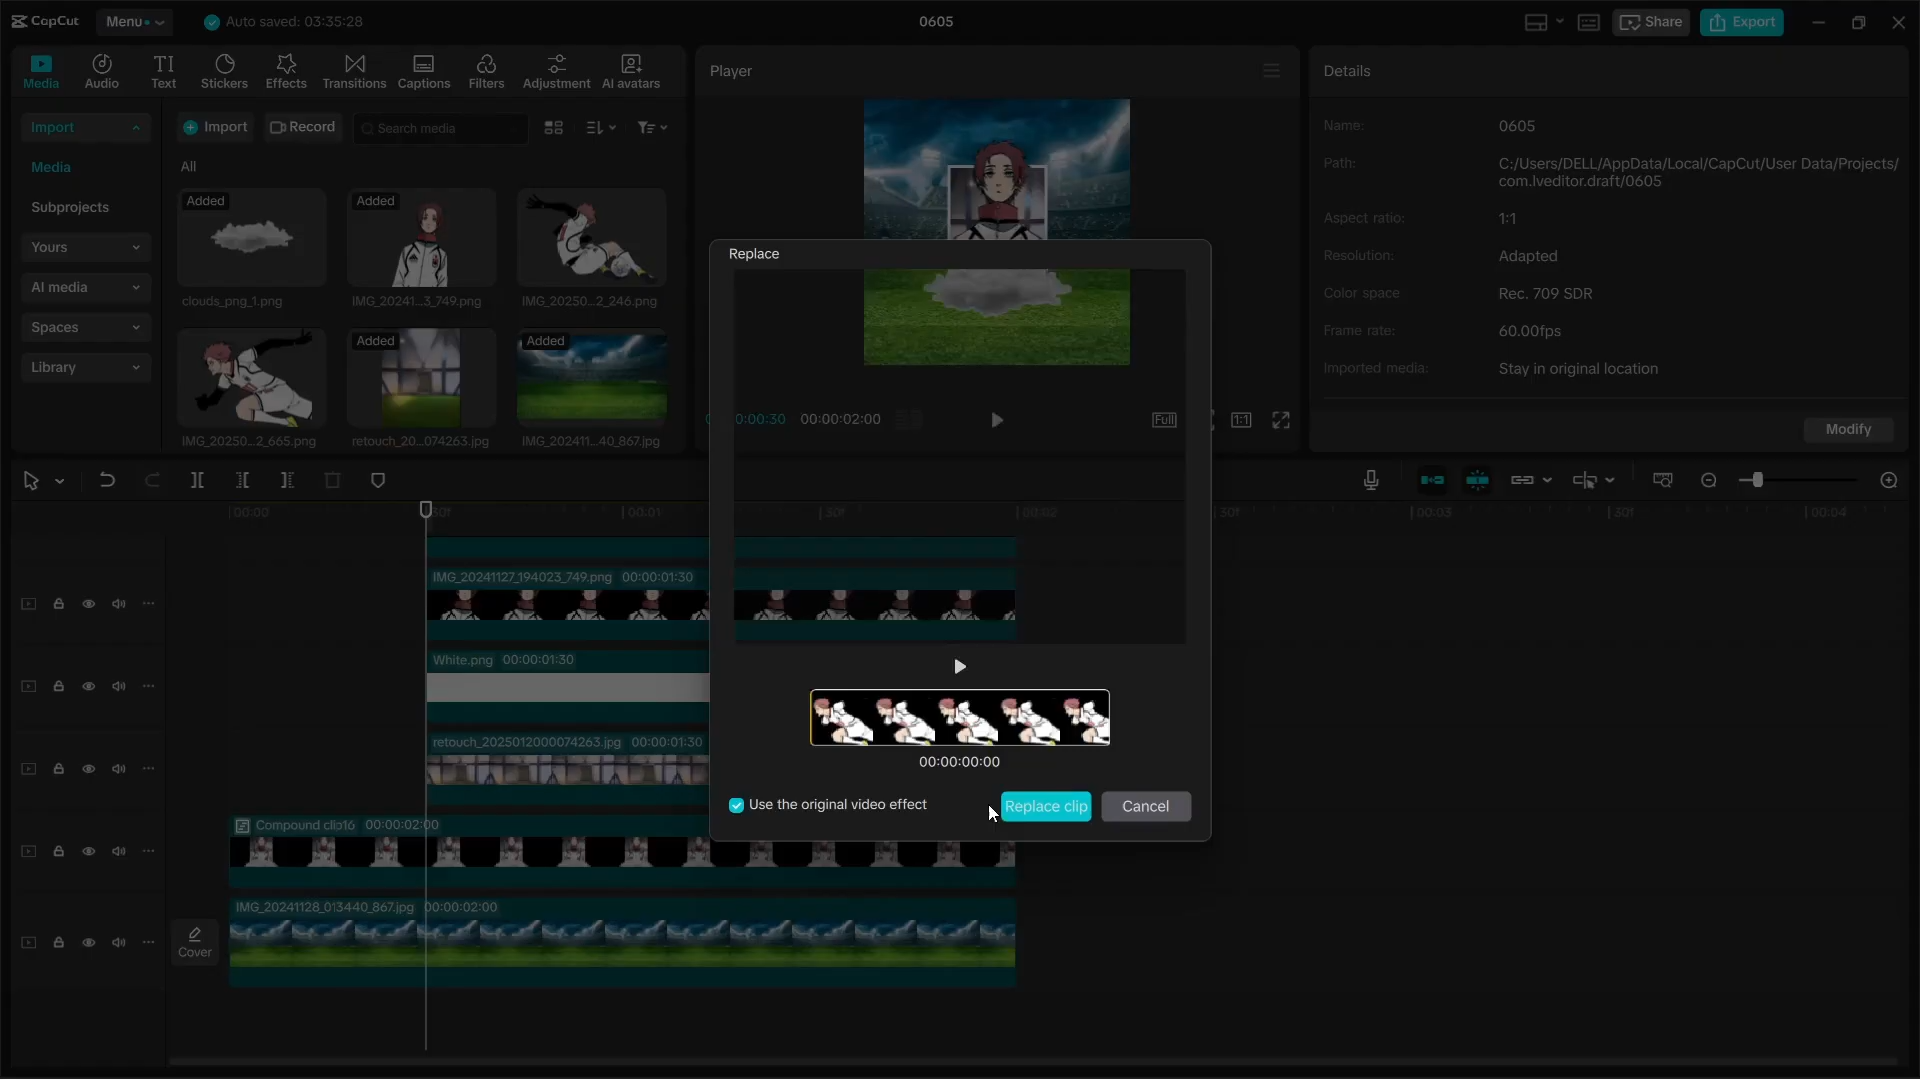 CapCut
Menu
Auto saved: 03:35:28
0605
Share
Export
Media
Audio
Text
Stickers
Effects
Transitions
Captions
Filters
Adjustment
AI avatars
Player
Details
Import
Import
Record
Search media
Media
All
Subprojects
Yours
AI media
Spaces
Library
Added
Added
clouds_png_1.png
IMG_20241...3_749.png
IMG_20250...2_246.png
Added
Added
IMG_20250...2_665.png
retouch_20...074263.jpg
IMG_202411...40_867.jpg
Name:
0605
Path:
C:/Users/DELL/AppData/Local/CapCut/User Data/Projects/
com.lveditor.draft/0605
Aspect ratio:
1:1
Resolution:
Adapted
Color space
Rec. 709 SDR
Frame rate:
60.00fps
Imported media:
Stay in original location
Modify
0:00:30
00:00:02:00
Full
1:1
Replace
00:00
30f
00:01
30f
00:02
30f
00:03
30f
00:04
IMG_20241127_194023_749.png 00:00:01:30
White.png 00:00:01:30
retouch_2025012000074263.jpg 00:00:01:30
Compound clip16 00:00:02:00
IMG_20241128_013440_867.jpg 00:00:02:00
Cover
00:00:00:00
Use the original video effect
Replace clip
Cancel